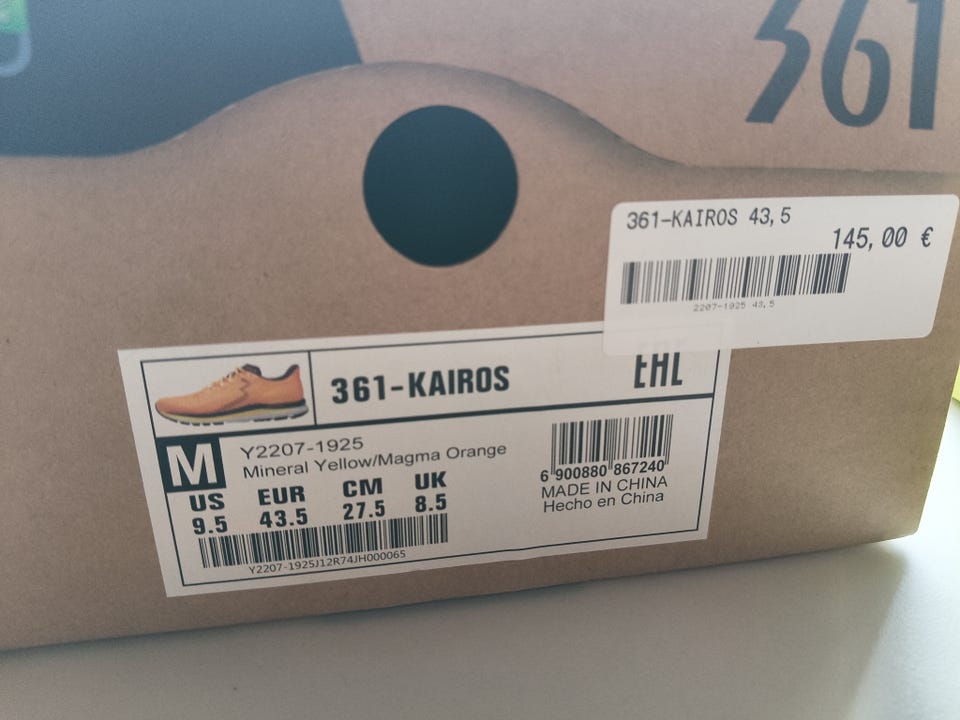 361
361-KAIROS 43,5
145,00 €
2207-1925 43,5
361-KAIROS
EAC
M
Y2207-1925
Mineral Yellow/Magma Orange
US EUR CM UK
9.5 43.5 27.5 8.5
Y2207-1925J12R74JH000065
6 900880 867240
MADE IN CHINA
Hecho en China